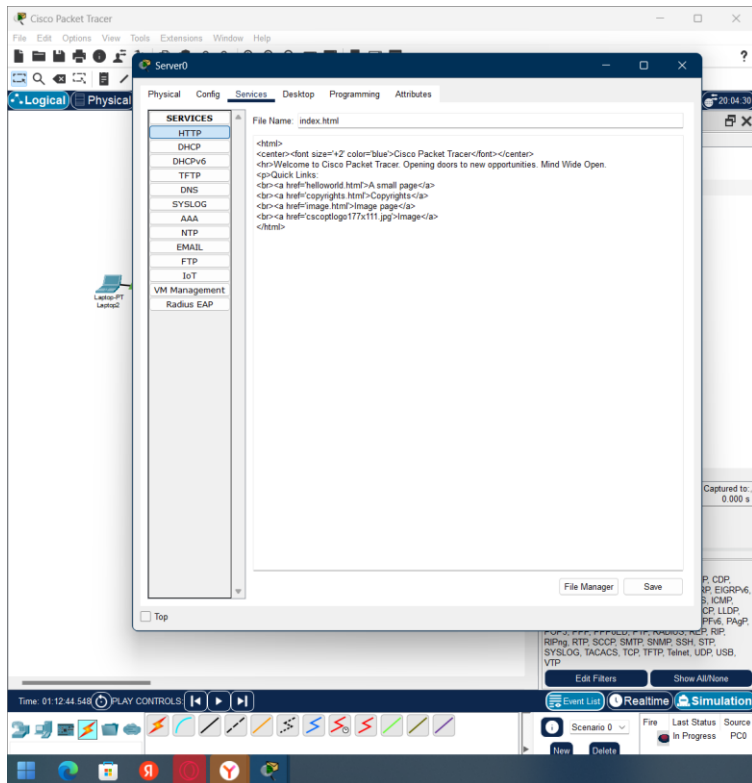 Cisco Packet Tracer
File Edit Options View Tools Extensions Window Help
?
Logical Physical
20:04:30
Server0
Physical Config Services Desktop Programming Attributes
SERVICES
HTTP
DHCP
DHCPv6
TFTP
DNS
SYSLOG
AAA
NTP
EMAIL
FTP
IoT
VM Management
Radius EAP
File Name: index.html
<html>
<center><font size='+2' color='blue'>Cisco Packet Tracer</font></center>
<hr>Welcome to Cisco Packet Tracer. Opening doors to new opportunities. Mind Wide Open.
<p>Quick Links:
<br><a href='helloworld.html'>A small page</a>
<br><a href='copyrights.html'>Copyrights</a>
<br><a href='image.html'>Image page</a>
<br><a href='cscoptlogo177x111.jpg'>Image</a>
</html>
File Manager Save
Top
Laptop-PT
Laptop2
Captured to:
0.000 s
P, CDP,
RP, EIGRPv6,
S, ICMP,
CP, LLDP,
PFv6, PAgP,
POP3, PPP, PPPoED, PTP, RADIUS, REP, RIP,
RIPng, RTP, SCCP, SMTP, SNMP, SSH, STP,
SYSLOG, TACACS, TCP, TFTP, Telnet, UDP, USB,
VTP
Edit Filters Show All/None
Time: 01:12:44.548 PLAY CONTROLS:
Event List Realtime Simulation
Scenario 0
New Delete
Fire Last Status Source
In Progress PC0